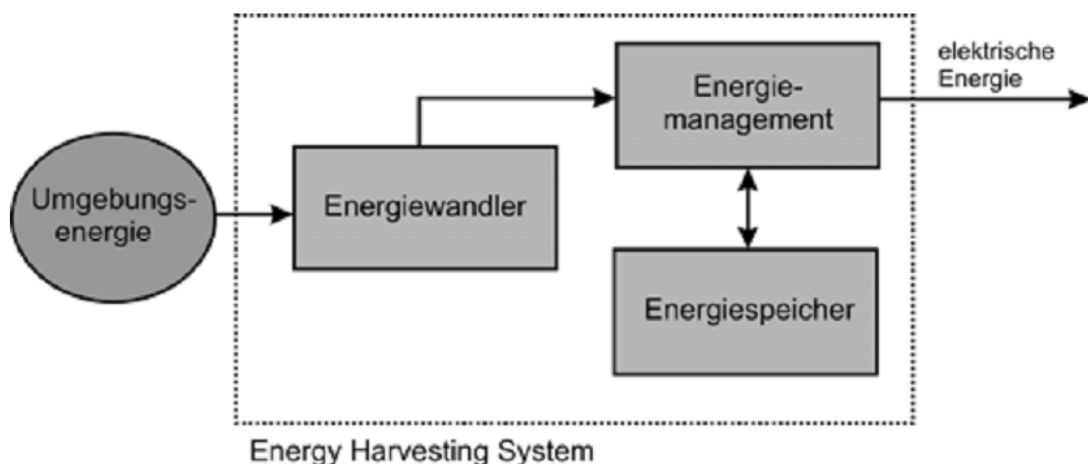 elektrische
Energie
Energie-
management
Umgebungs-
energie
Energiewandler
Energiespeicher
Energy Harvesting System